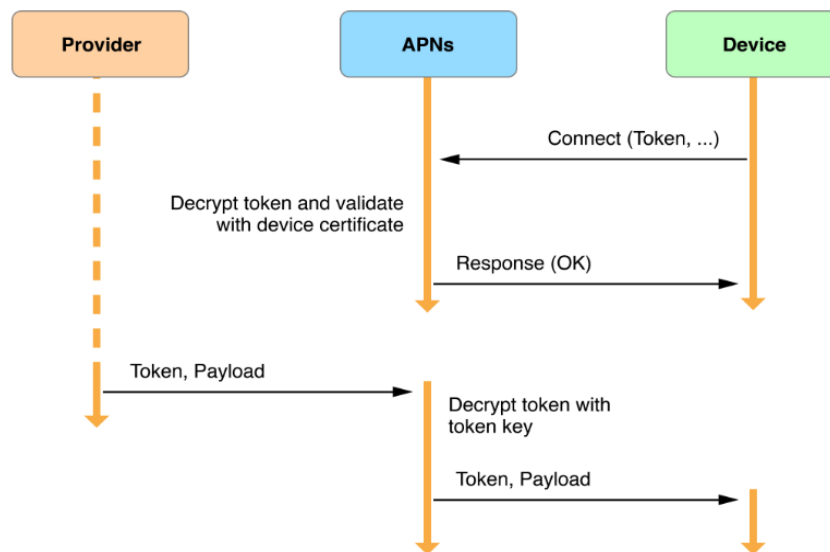 Provider
APNs
Device
Connect (Token, ...)
Decrypt token and validate
with device certificate
Response (OK)
Token, Payload
Decrypt token with
token key
Token, Payload